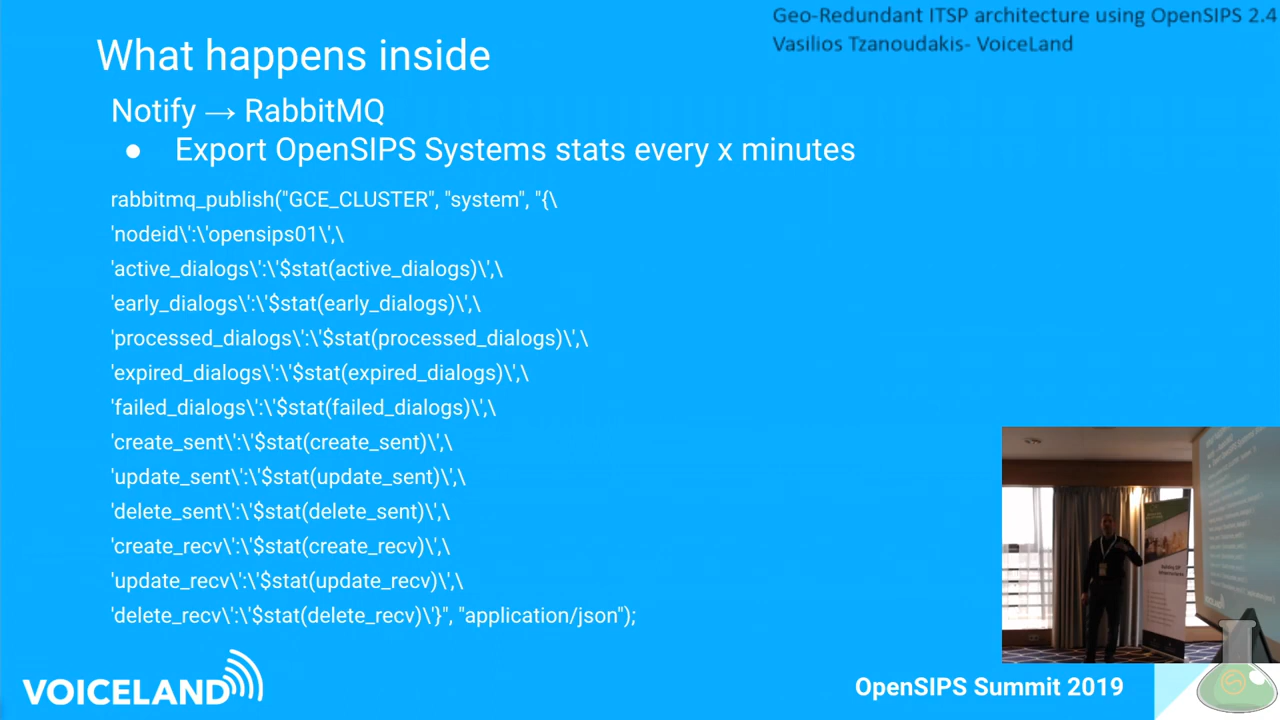 Geo-Redundant ITSP architecture using OpenSIPS 2.4
Vasilios Tzanoudakis- VoiceLand
What happens inside
Notify → RabbitMQ
● Export OpenSIPS Systems stats every x minutes
rabbitmq_publish("GCE_CLUSTER", "system", "{\
'nodeid\':\'opensips01\',\
'active_dialogs\':\'$stat(active_dialogs)\',\
'early_dialogs\':\'$stat(early_dialogs)\',\
'processed_dialogs\':\'$stat(processed_dialogs)\',\
'expired_dialogs\':\'$stat(expired_dialogs)\',\
'failed_dialogs\':\'$stat(failed_dialogs)\',\
'create_sent\':\'$stat(create_sent)\',\
'update_sent\':\'$stat(update_sent)\',\
'delete_sent\':\'$stat(delete_sent)\',\
'create_recv\':\'$stat(create_recv)\',\
'update_recv\':\'$stat(update_recv)\',\
'delete_recv\':\'$stat(delete_recv)\'}", "application/json");
VOICELAND
OpenSIPS Summit 2019